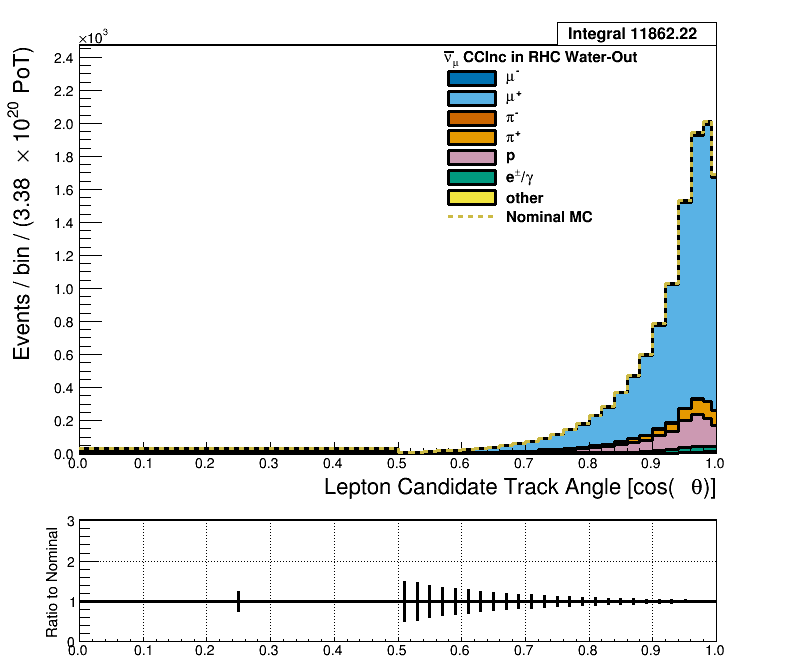 Integral 11862.22
×10³
ν̅μ CCInc in RHC Water-Out
μ⁻
μ⁺
π⁻
π⁺
p
e±/γ
other
Nominal MC
Events / bin / (3.38 × 10²⁰ PoT)
2.4
2.2
2.0
1.8
1.6
1.4
1.2
1.0
0.8
0.6
0.4
0.2
0.0
0.0 0.1 0.2 0.3 0.4 0.5 0.6 0.7 0.8 0.9 1.0
Lepton Candidate Track Angle [cos( θ)]
Ratio to Nominal
3
2
1
0
0.0 0.1 0.2 0.3 0.4 0.5 0.6 0.7 0.8 0.9 1.0